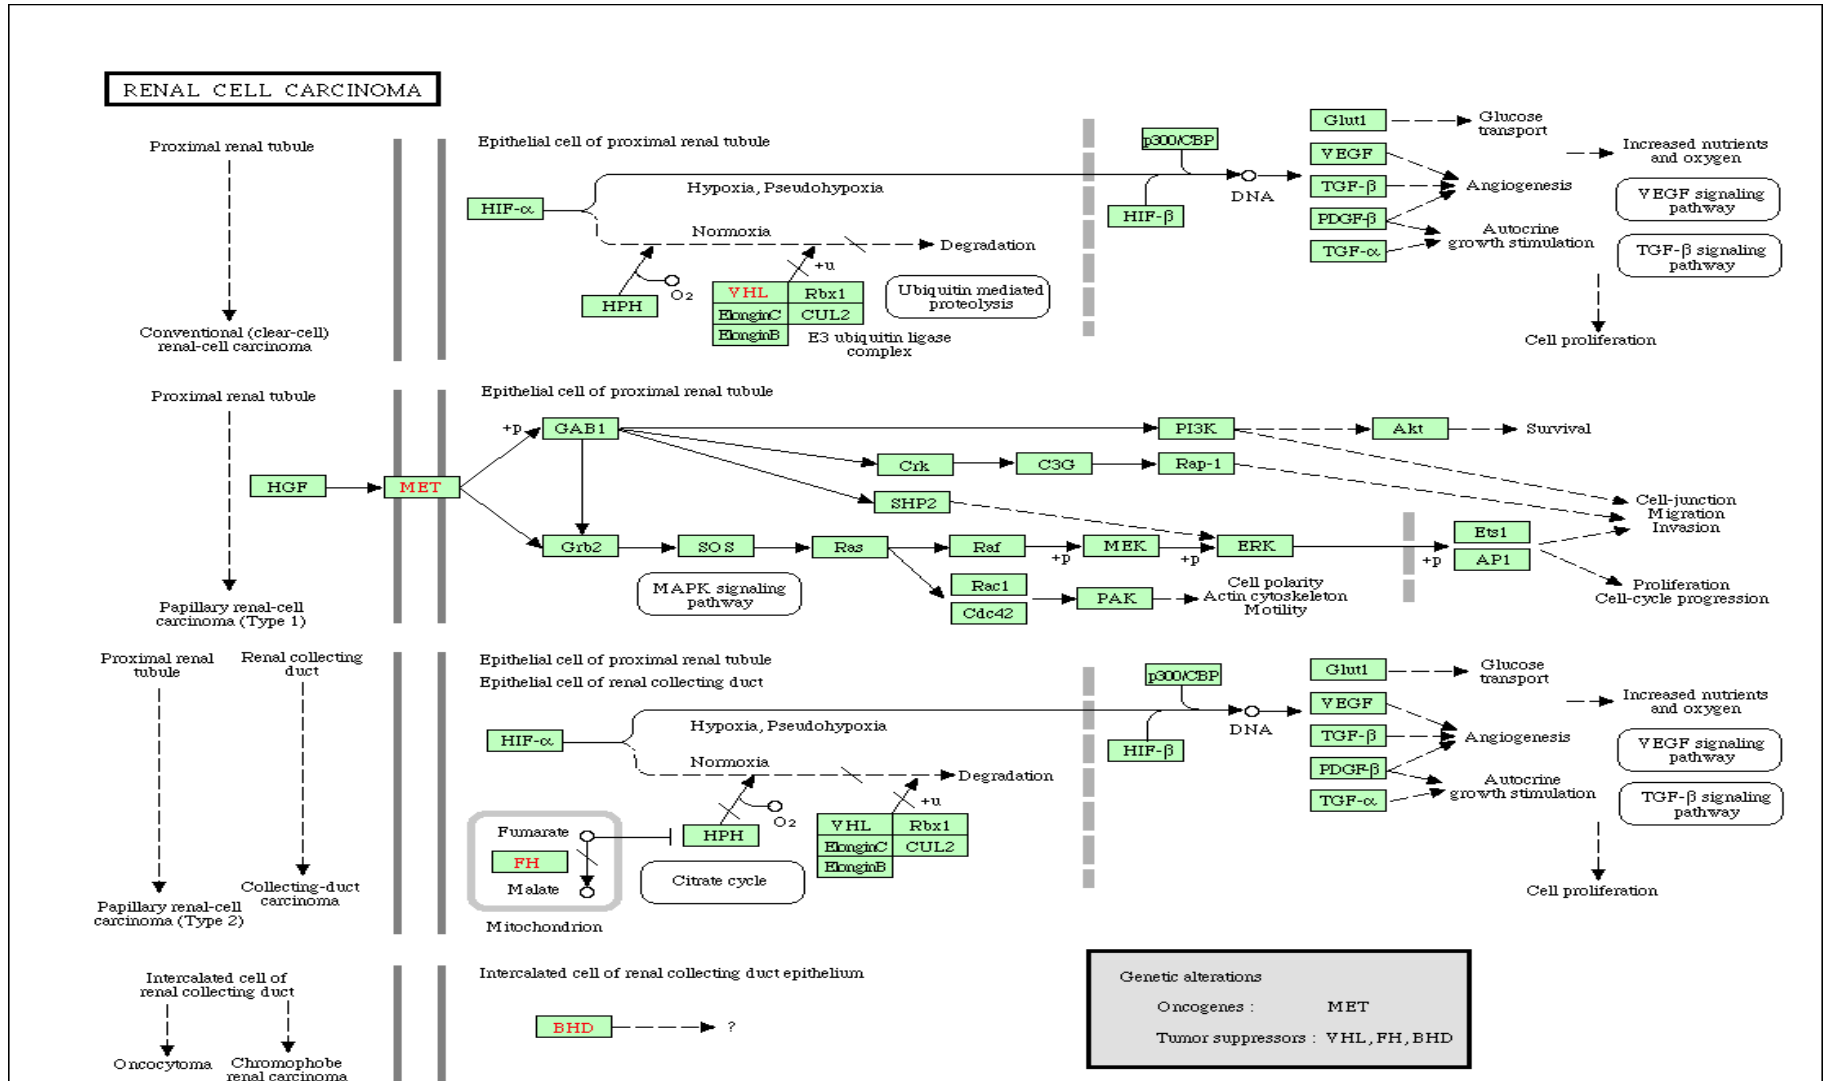 RENAL CELL CARCINOMA
Proximal renal tubule
Conventional (clear-cell)
renal-cell carcinoma
Epithelial cell of proximal renal tubule
HIF-α
Hypoxia, Pseudohypoxia
Normoxia
Degradation
HPH
O2
+u
VHL
Rbx1
ElonginC
CUL2
ElonginB
E3 ubiquitin ligase
complex
Ubiquitin mediated
proteolysis
p300/CBP
HIF-β
DNA
Glut1
VEGF
TGF-β
PDGF-β
TGF-α
Glucose
transport
Angiogenesis
Autocrine
growth stimulation
Increased nutrients
and oxygen
VEGF signaling
pathway
TGF-β signaling
pathway
Cell proliferation
Proximal renal tubule
Papillary renal-cell
carcinoma (Type 1)
Epithelial cell of proximal renal tubule
HGF
MET
+p
GAB1
PI3K
Akt
Survival
Crk
C3G
Rap-1
SHP2
Cell-junction
Migration
Invasion
Grb2
SOS
Ras
Raf
+p
MEK
+p
ERK
+p
Ets1
AP1
MAPK signaling
pathway
Rac1
Cdc42
PAK
Cell polarity
Actin cytoskeleton
Motility
Proliferation
Cell-cycle progression
Proximal renal
tubule
Renal collecting
duct
Papillary renal-cell
carcinoma (Type 2)
Collecting-duct
carcinoma
Epithelial cell of proximal renal tubule
Epithelial cell of renal collecting duct
HIF-α
Hypoxia, Pseudohypoxia
Normoxia
Degradation
Fumarate
FH
Malate
Mitochondrion
HPH
O2
Citrate cycle
+u
VHL
Rbx1
ElonginC
CUL2
ElonginB
p300/CBP
HIF-β
DNA
Glut1
VEGF
TGF-β
PDGF-β
TGF-α
Glucose
transport
Angiogenesis
Autocrine
growth stimulation
Increased nutrients
and oxygen
VEGF signaling
pathway
TGF-β signaling
pathway
Cell proliferation
Intercalated cell of
renal collecting duct
Oncocytoma
Chromophobe
renal carcinoma
Intercalated cell of renal collecting duct epithelium
BHD
?
Genetic alterations
Oncogenes : MET
Tumor suppressors : VHL, FH, BHD